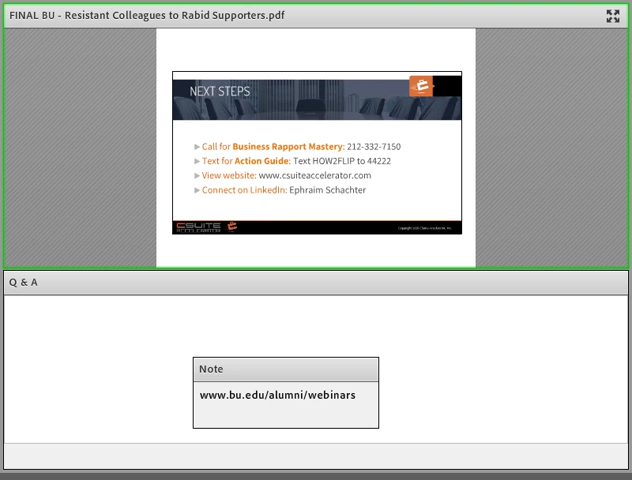 FINAL BU - Resistant Colleagues to Rabid Supporters.pdf
NEXT STEPS
Call for Business Rapport Mastery: 212-332-7150
Text for Action Guide: Text HOW2FLIP to 44222
View website: www.csuiteaccelerator.com
Connect on LinkedIn: Ephraim Schachter
CSUITE
ACCELERATOR
Q & A
Note
www.bu.edu/alumni/webinars